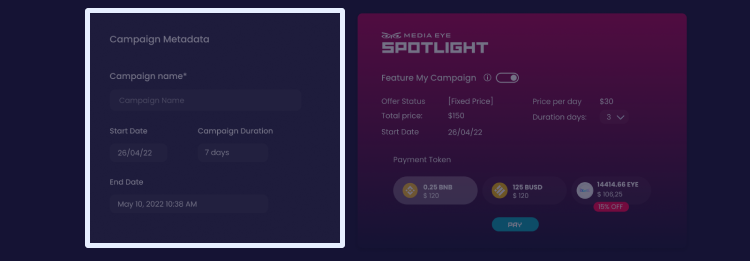 Campaign Metadata
Campaign name*
Campaign Name
Start Date Campaign Duration
26/04/22 7 days
End Date
May 10, 2022 10:38 AM
MEDIA EYE
SPOTLIGHT
Feature My Campaign
Offer Status [Fixed Price] Price per day $30
Total price: $150 Duration days: 3
Start Date 26/04/22
Payment Token
0.25 BNB
$ 120
125 BUSD
$ 120
14414.66 EYE
$ 106,25
15% OFF
PAY